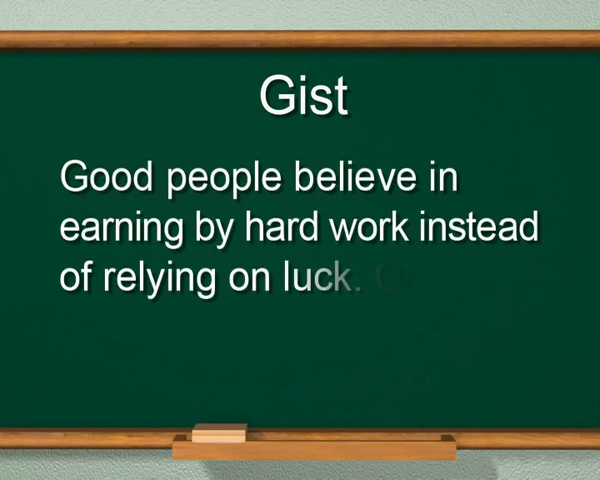 Gist
Good people believe in
earning by hard work instead
of relying on luck.